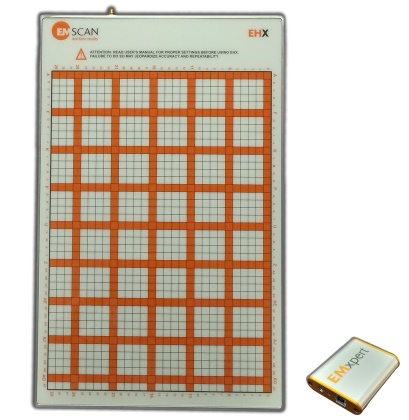 EMSCAN
EHX
ATTENTION: READ USER'S MANUAL FOR PROPER SETTINGS BEFORE USING EHX
FAILURE TO DO SO MAY JEOPARDIZE ACCURACY AND REPEATABILITY!
EMxpert